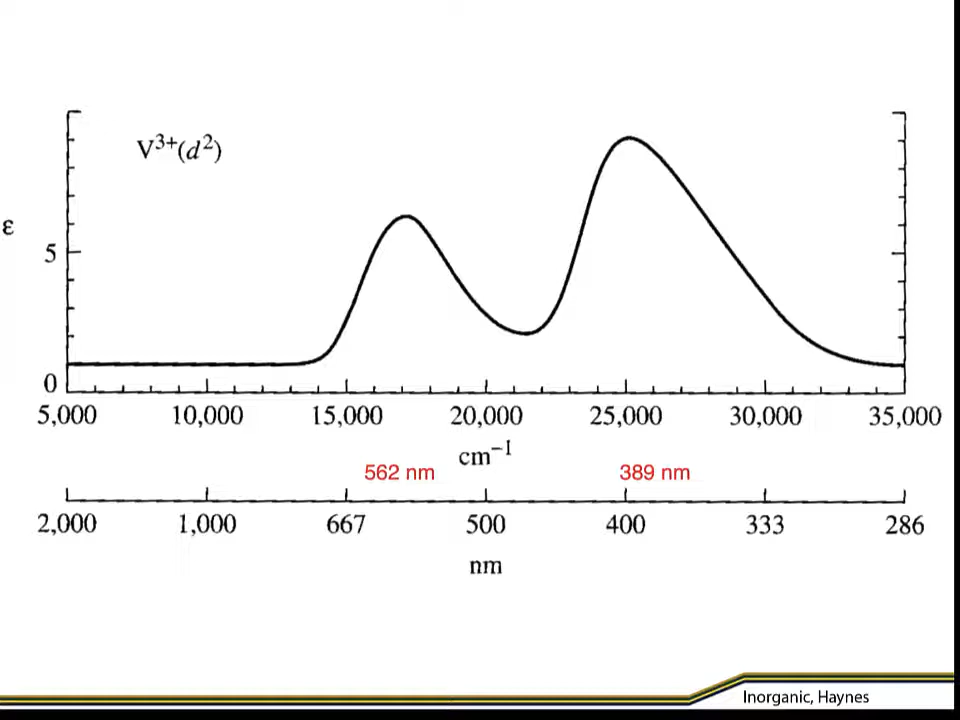 V³⁺(d²)
ε
5
0
5,000 10,000 15,000 20,000 25,000 30,000 35,000
cm⁻¹
562 nm 389 nm
2,000 1,000 667 500 400 333 286
nm
Inorganic, Haynes